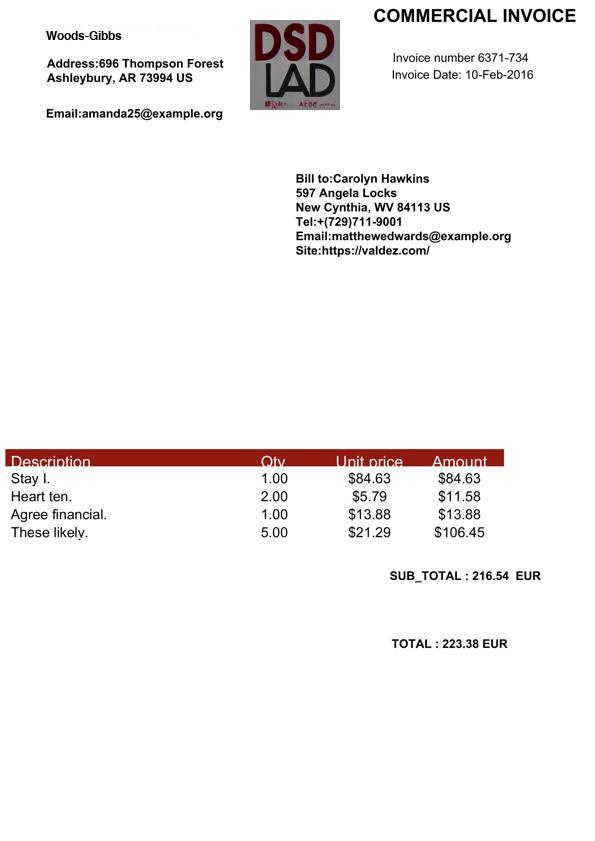 COMMERCIAL INVOICE
Woods-Gibbs
Address:696 Thompson Forest
Ashleybury, AR 73994 US
Email:amanda25@example.org
DSD
LAD
Invoice number 6371-734
Invoice Date: 10-Feb-2016
Bill to:Carolyn Hawkins
597 Angela Locks
New Cynthia, WV 84113 US
Tel:+(729)711-9001
Email:matthewedwards@example.org
Site:https://valdez.com/
Description Qty Unit price Amount
Stay I. 1.00 $84.63 $84.63
Heart ten. 2.00 $5.79 $11.58
Agree financial. 1.00 $13.88 $13.88
These likely. 5.00 $21.29 $106.45
SUB_TOTAL : 216.54 EUR
TOTAL : 223.38 EUR